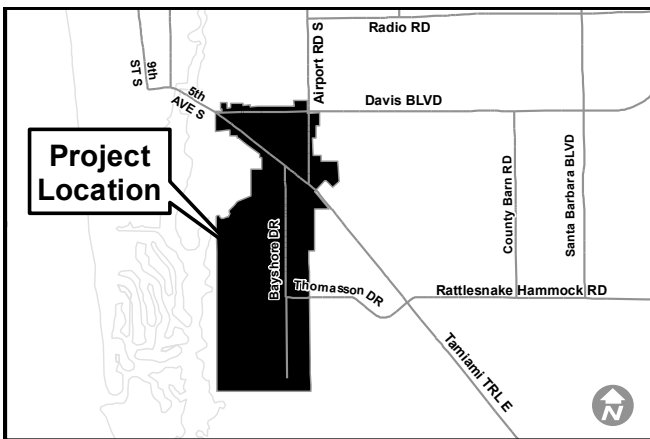 Radio RD
Airport RD S
9th
ST S
5th
AVE S
Davis BLVD
Project
Location
County Barn RD
Santa Barbara BLVD
Bayshore DR
Thomasson DR
Rattlesnake Hammock RD
Tamiami TRL E
N